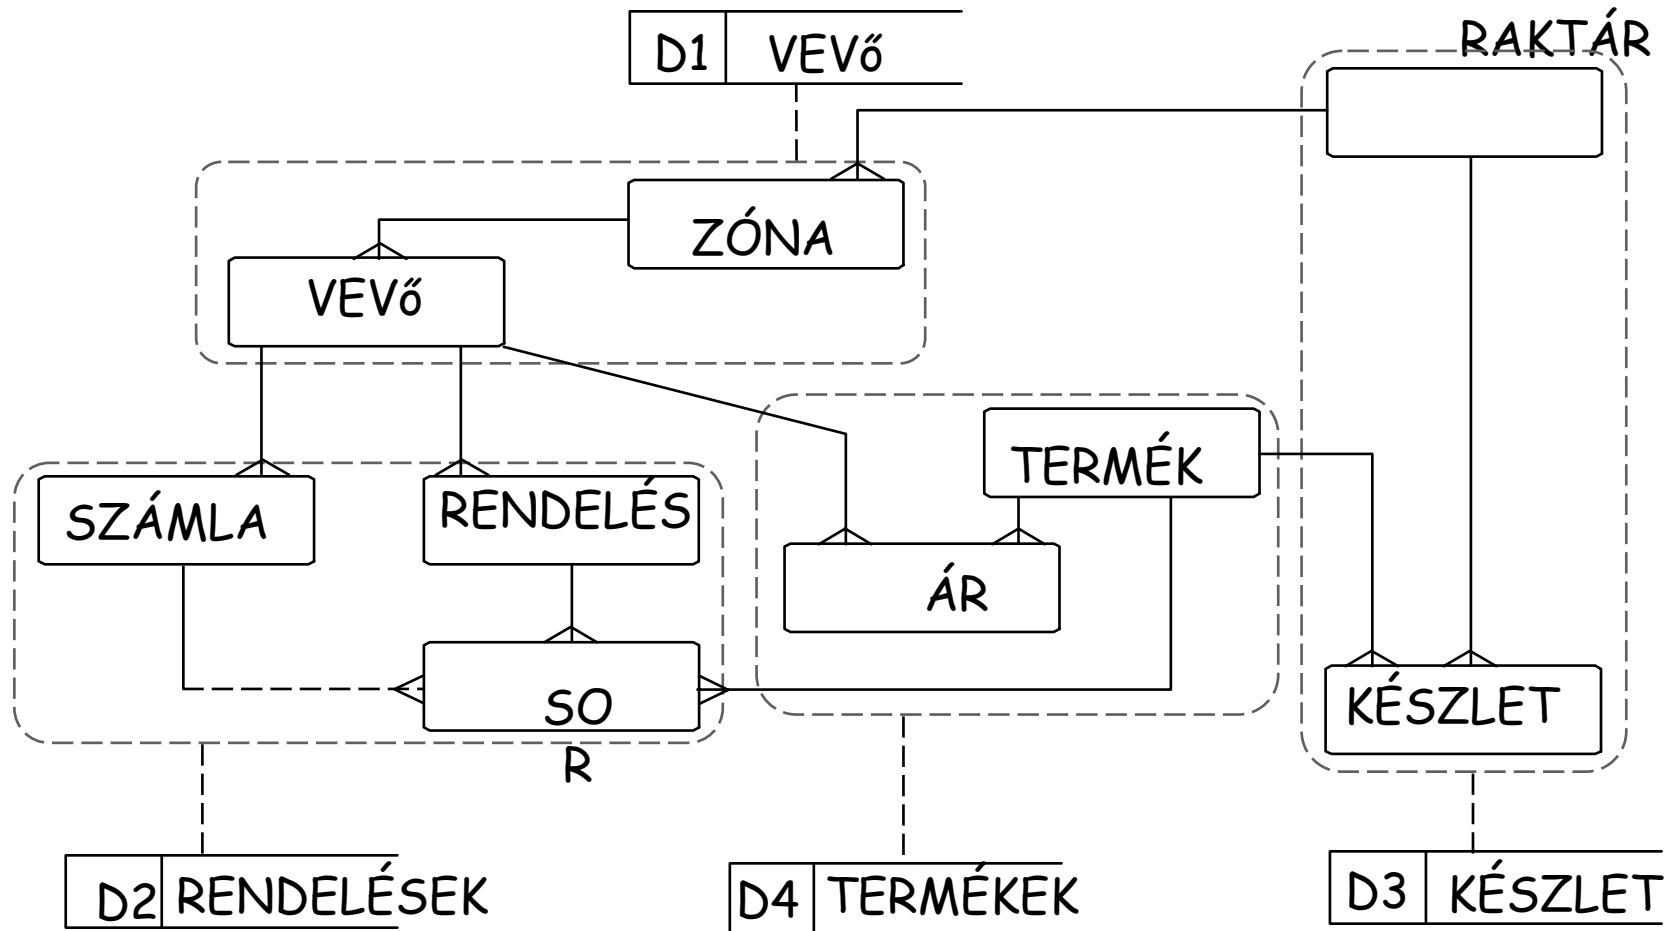 D1 VEVő
RAKTÁR
ZÓNA
VEVő
TERMÉK
SZÁMLA
RENDELÉS
ÁR
SO
R
KÉSZLET
D2 RENDELÉSEK
D4 TERMÉKEK
D3 KÉSZLET